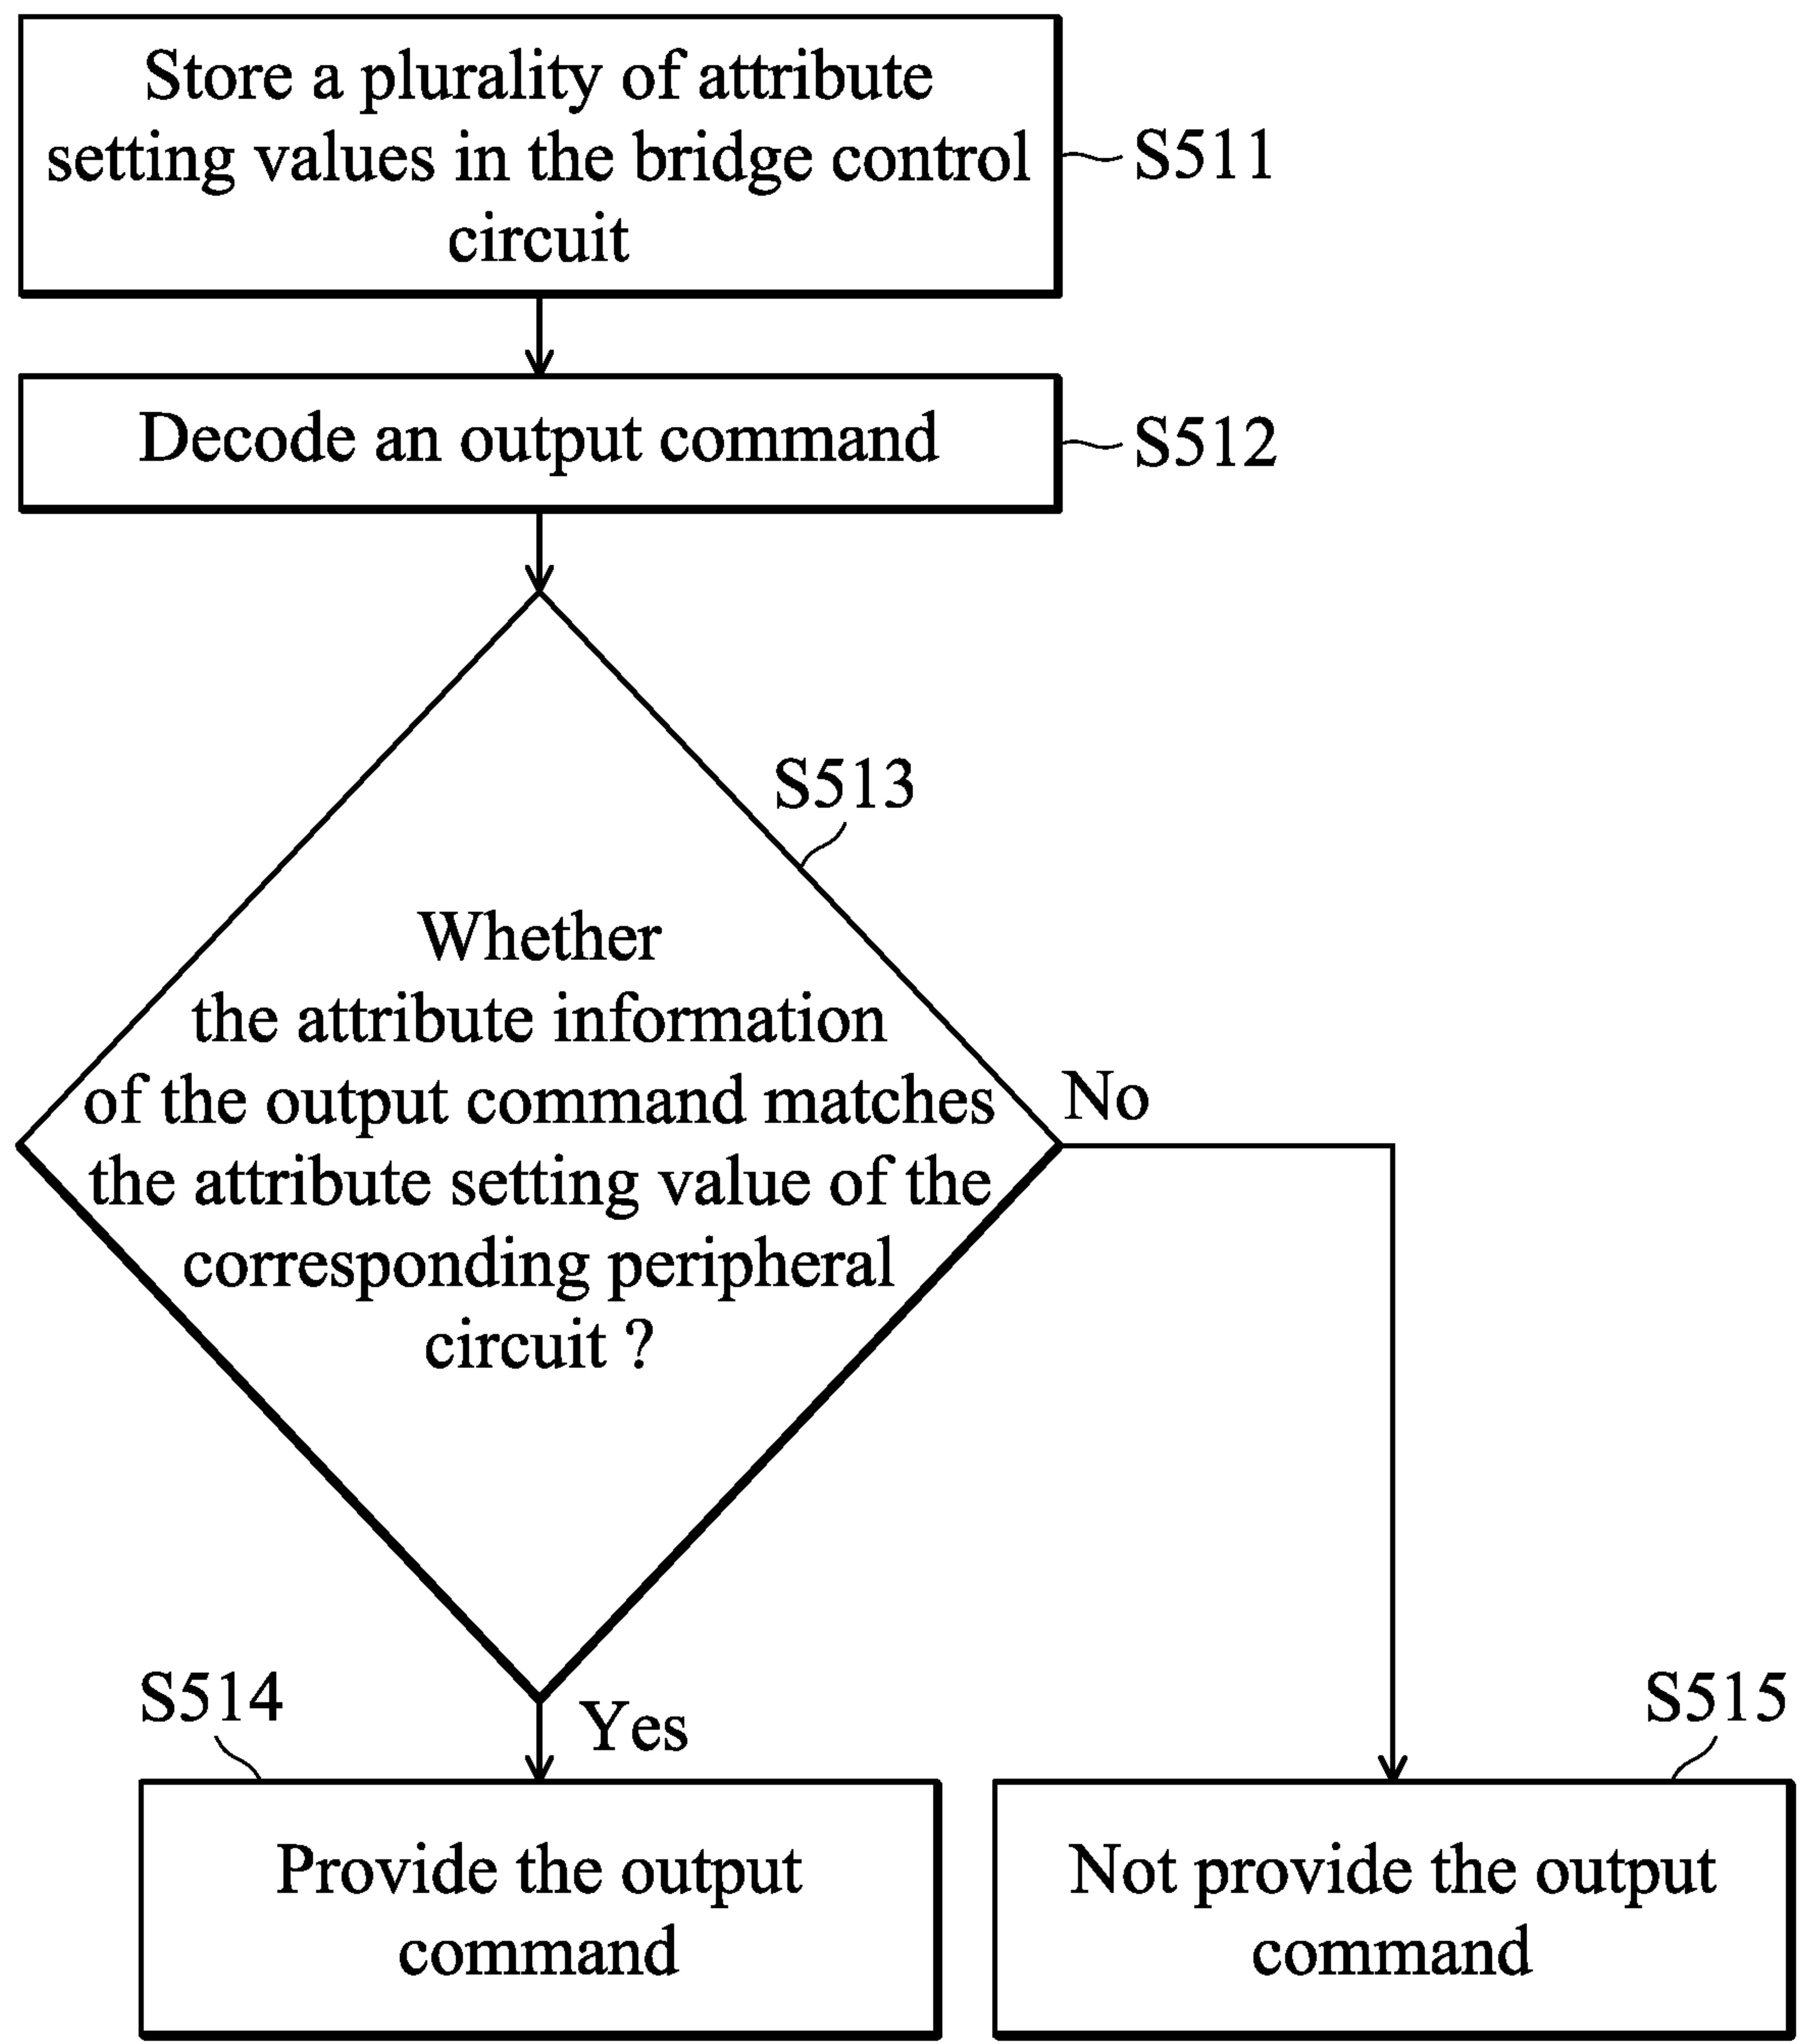 Store a plurality of attribute
setting values in the bridge control
circuit
S511
Decode an output command
S512
S513
Whether
the attribute information
of the output command matches
the attribute setting value of the
corresponding peripheral
circuit ?
No
Yes
S514
Provide the output
command
S515
Not provide the output
command